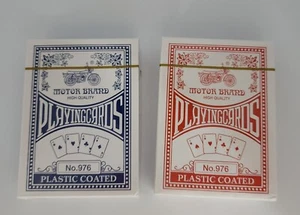 MOTOR BRAND
HIGH QUALITY
PLAYINGCARDS
No.976
PLASTIC COATED
MOTOR BRAND
HIGH QUALITY
PLAYINGCARDS
No.976
PLASTIC COATED